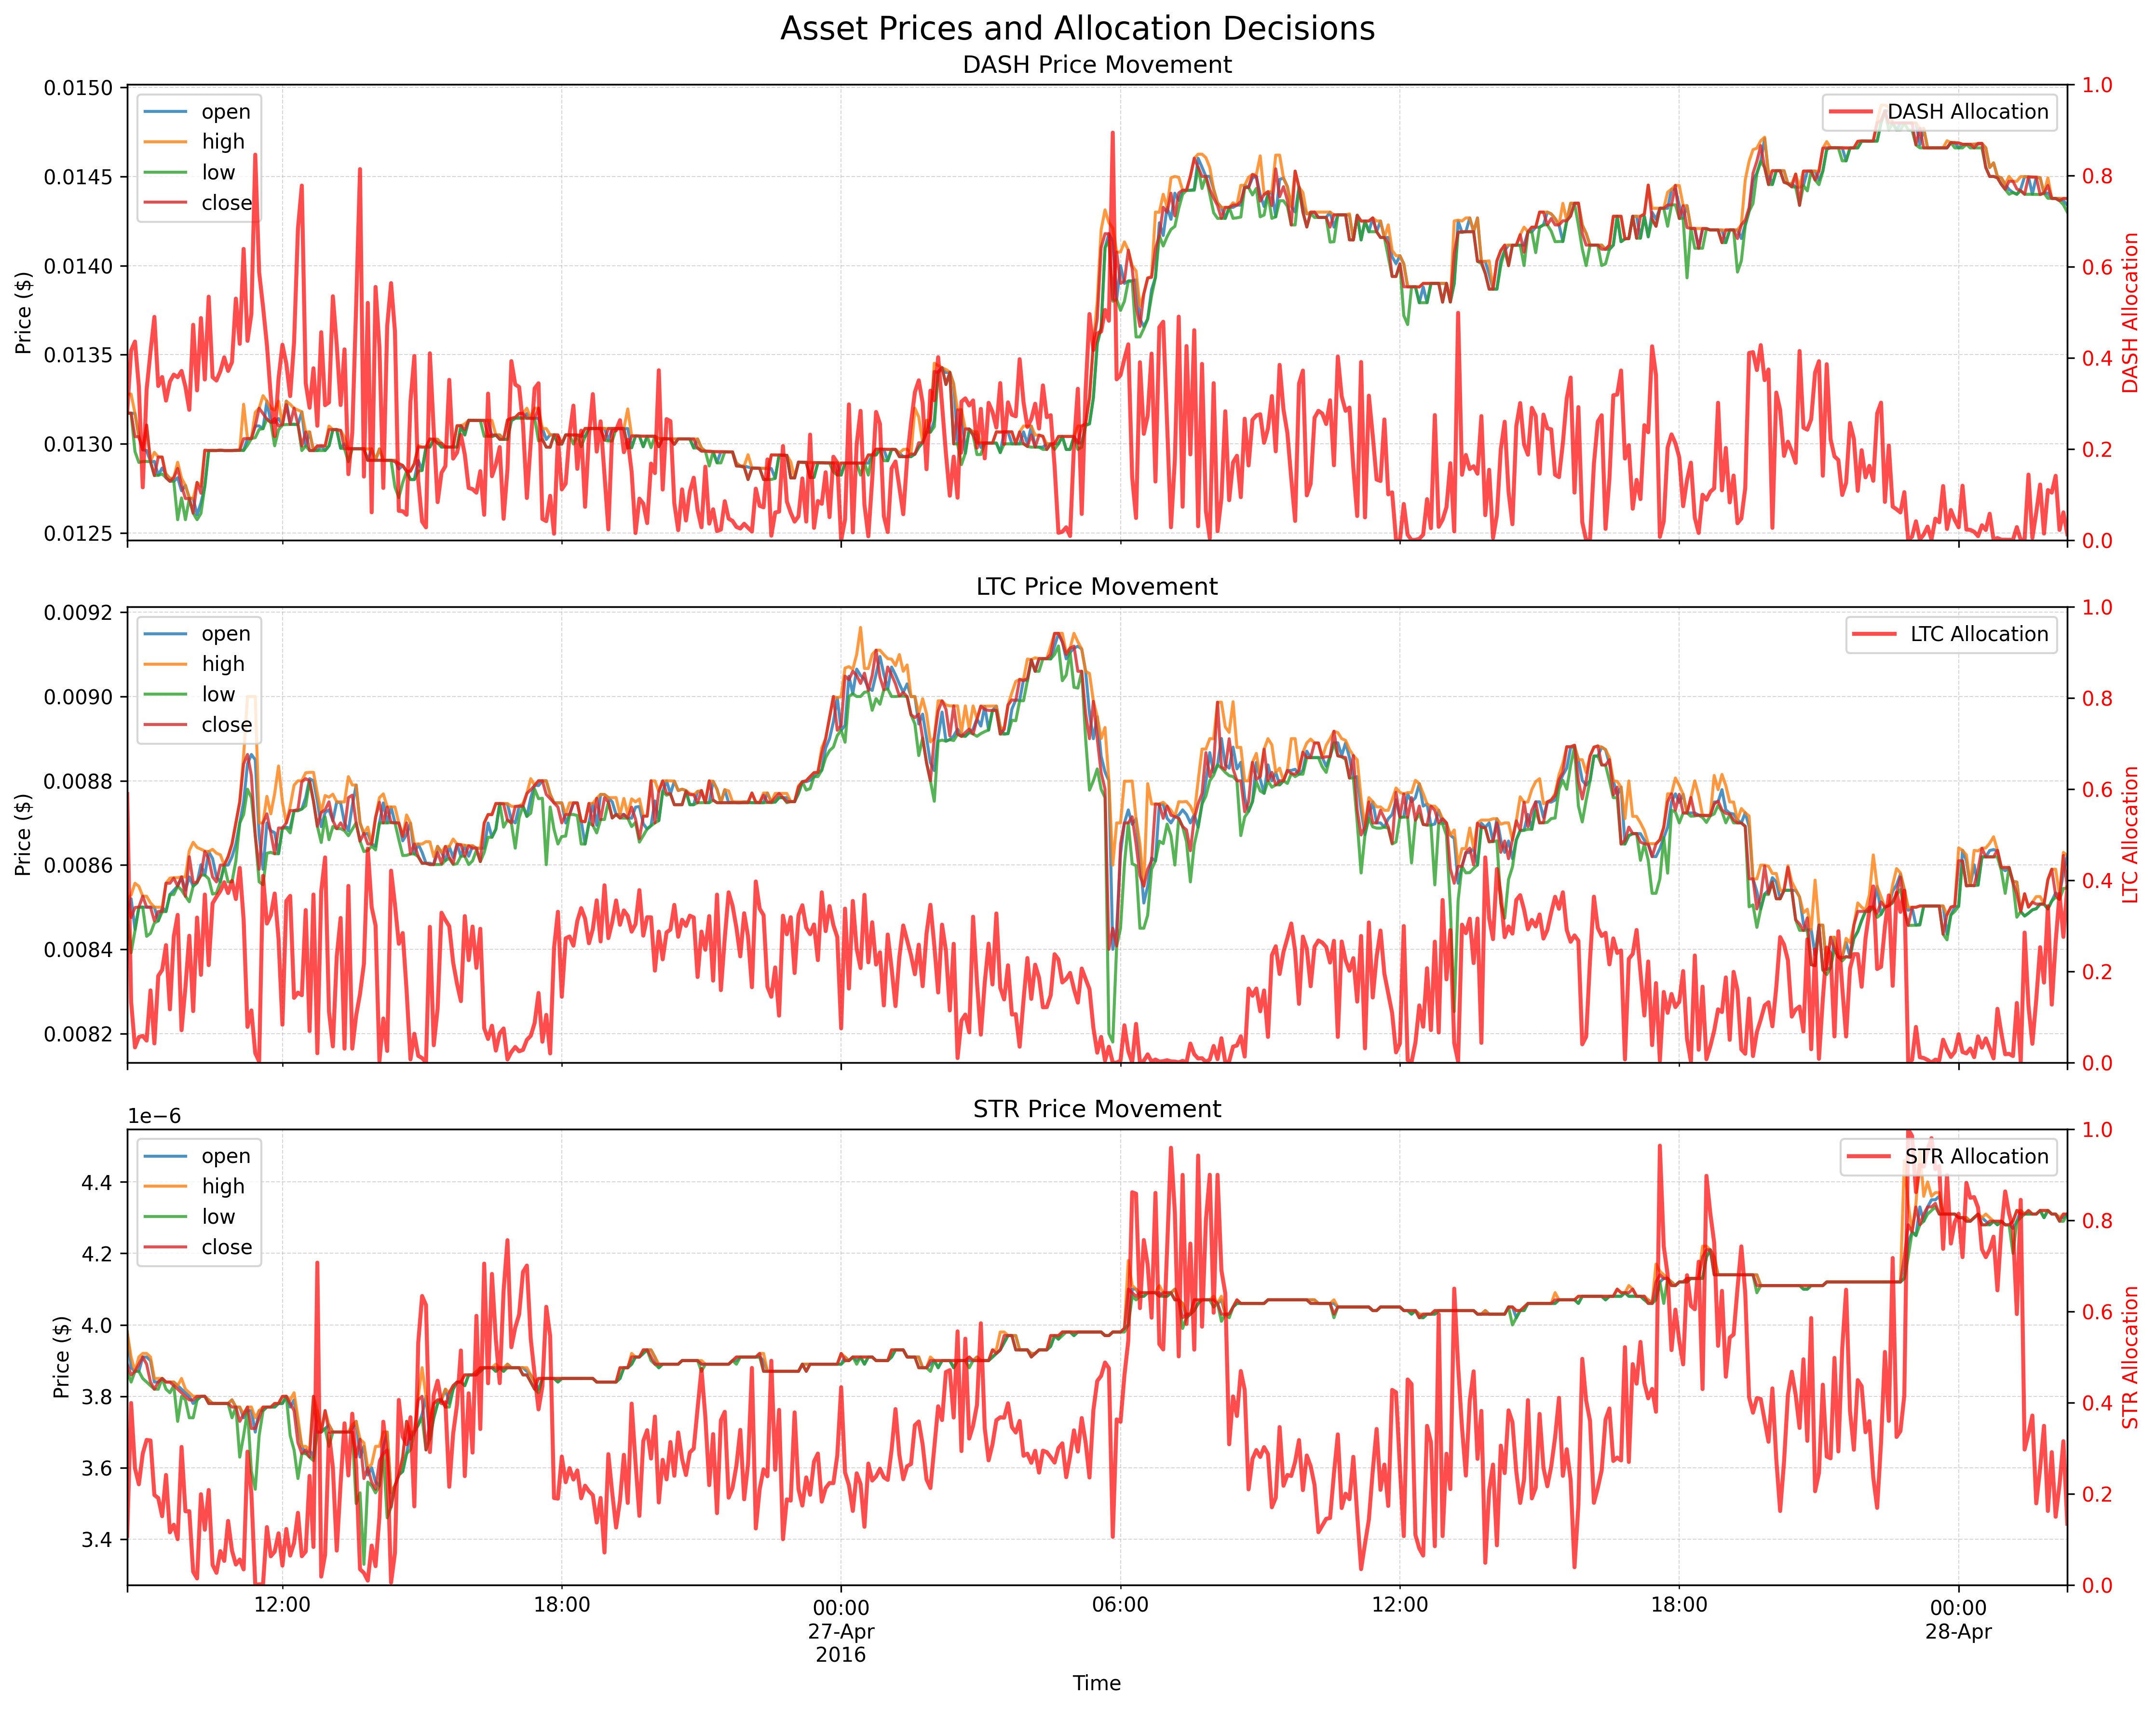 Asset Prices and Allocation Decisions
DASH Price Movement
0.0150
0.0145
0.0140
0.0135
0.0130
0.0125
Price ($)
open
high
low
close
DASH Allocation
1.0
0.8
0.6
0.4
0.2
0.0
DASH Allocation
LTC Price Movement
0.0092
0.0090
0.0088
0.0086
0.0084
0.0082
Price ($)
open
high
low
close
LTC Allocation
1.0
0.8
0.6
0.4
0.2
0.0
LTC Allocation
STR Price Movement
1e−6
4.4
4.2
4.0
3.8
3.6
3.4
Price ($)
open
high
low
close
STR Allocation
1.0
0.8
0.6
0.4
0.2
0.0
STR Allocation
12:00
18:00
00:00
27-Apr
2016
06:00
12:00
18:00
00:00
28-Apr
Time